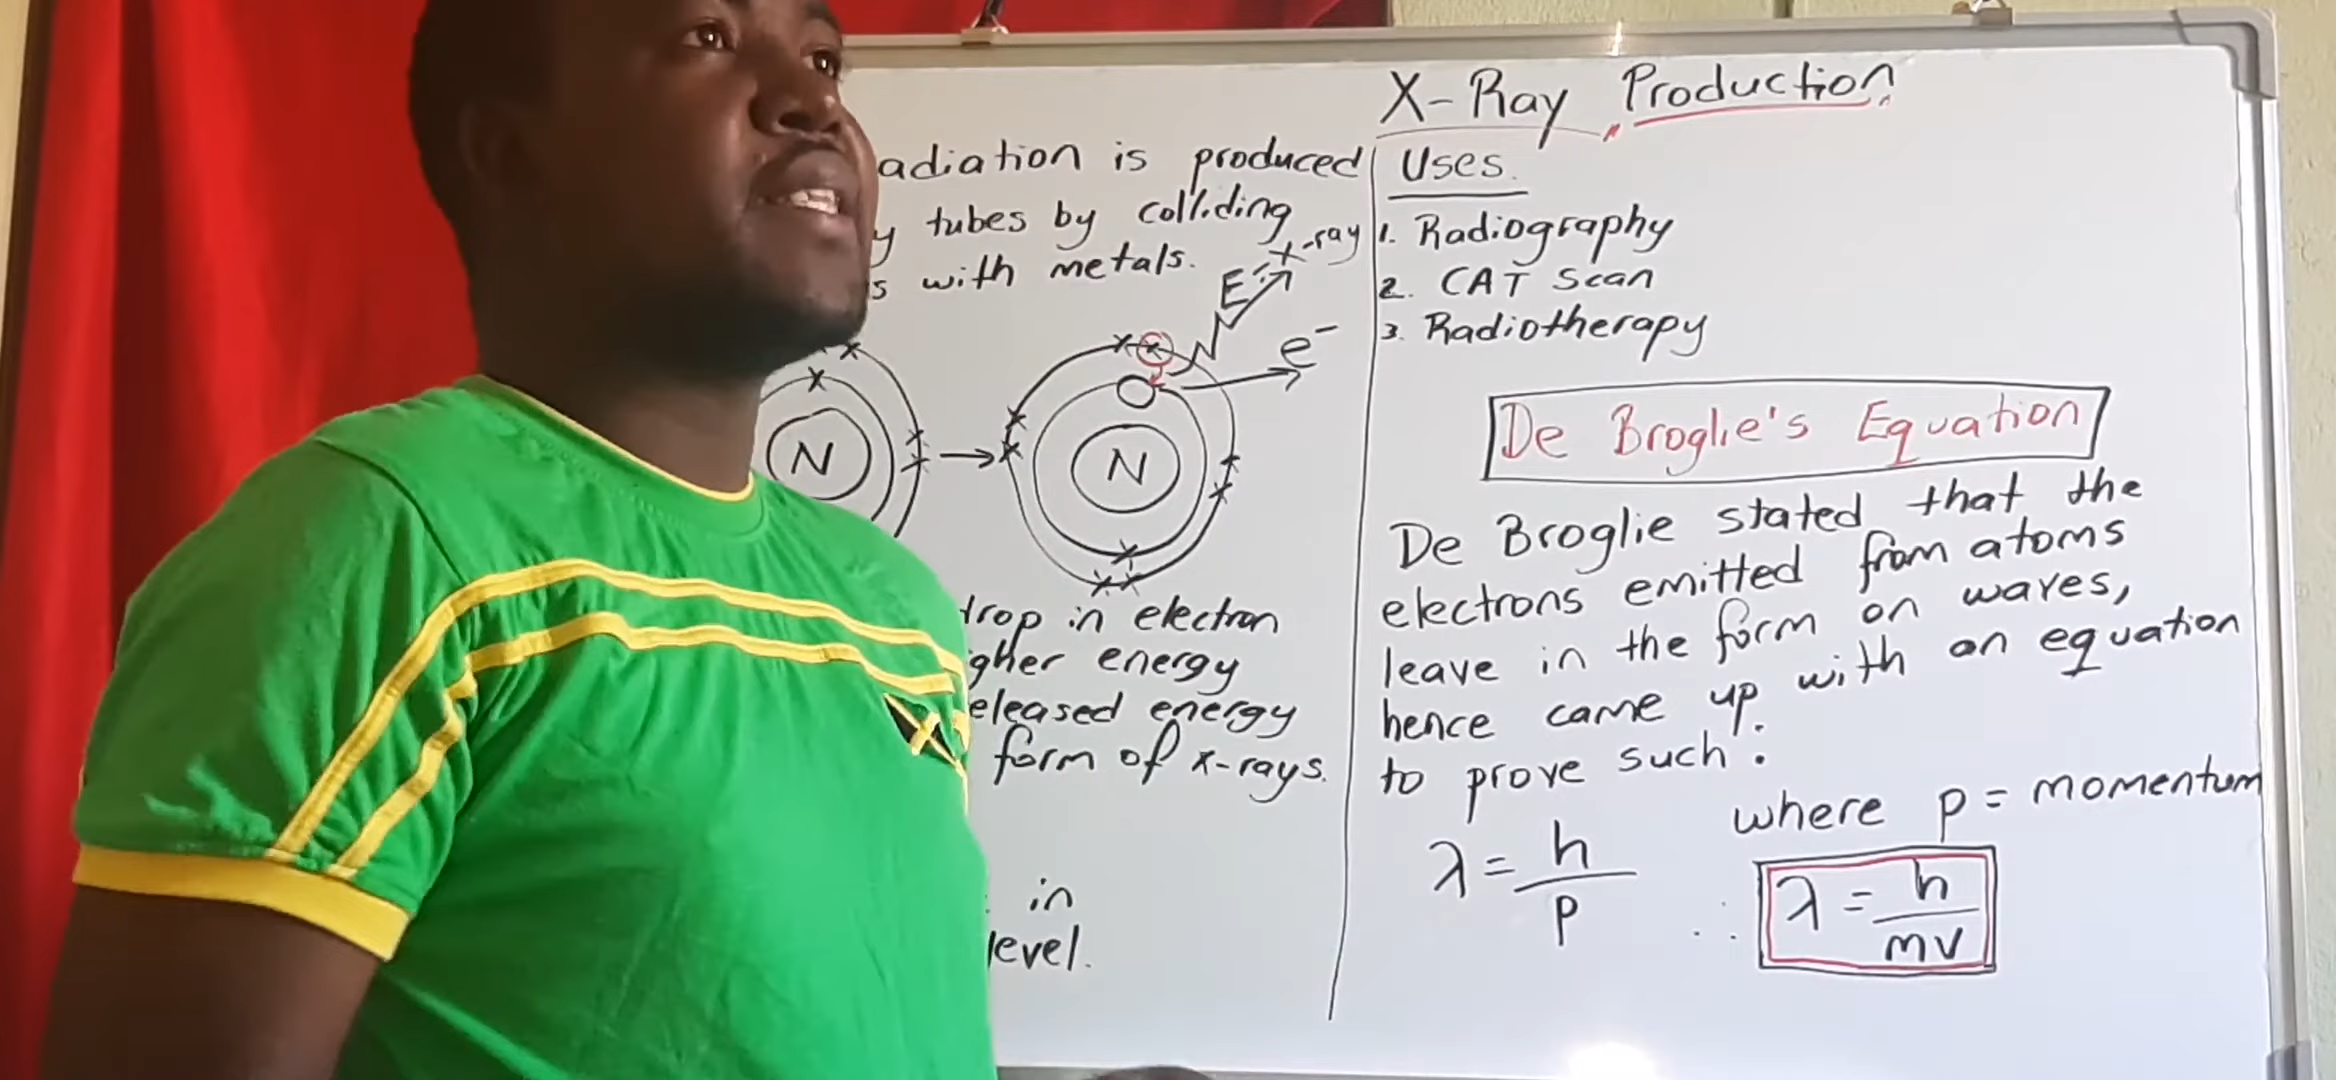 X-Ray Production
adiation is produced
y tubes by colliding
s with metals.
E: x-ray
e-
N
N
drop in electron
gher energy
eleased energy
form of x-rays.
in
level.
Uses.
1. Radiography
2. CAT Scan
3. Radiotherapy
De Broglie's Equation
De Broglie stated that the
electrons emitted from atoms
leave in the form on waves,
hence came up with an equation
to prove such:
where p = momentum
λ = h/p
∴ λ = h/mv